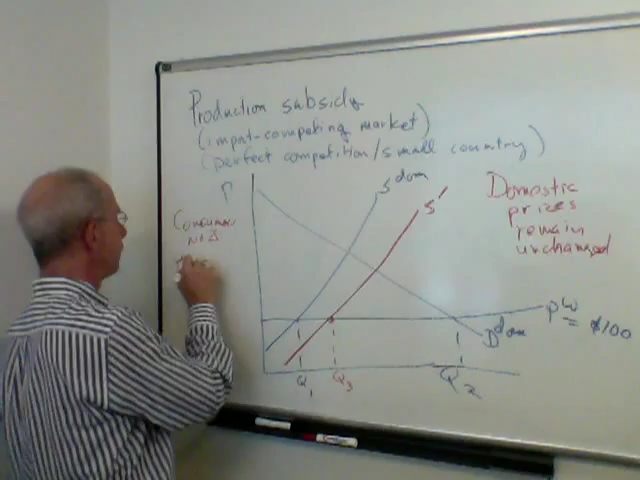 Production subsidy
(import-competing market)
(perfect competition/small country)
P
S dom
S'
Domestic
prices
remain
unchanged
Consumer
No Δ
P W = $100
D dom
Q1
Q3
Q2